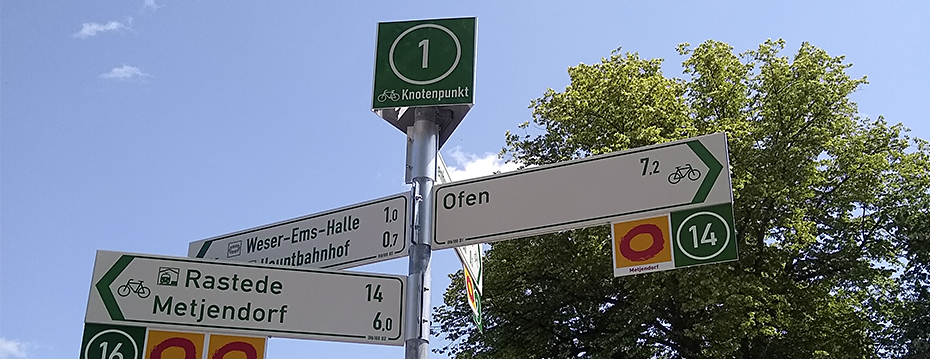 1
Knotenpunkt
Ofen 7,2
Metjendorf
14
Weser-Ems-Halle 1,0
Hauptbahnhof 0,7
Rastede 14
Metjendorf 6,0
16